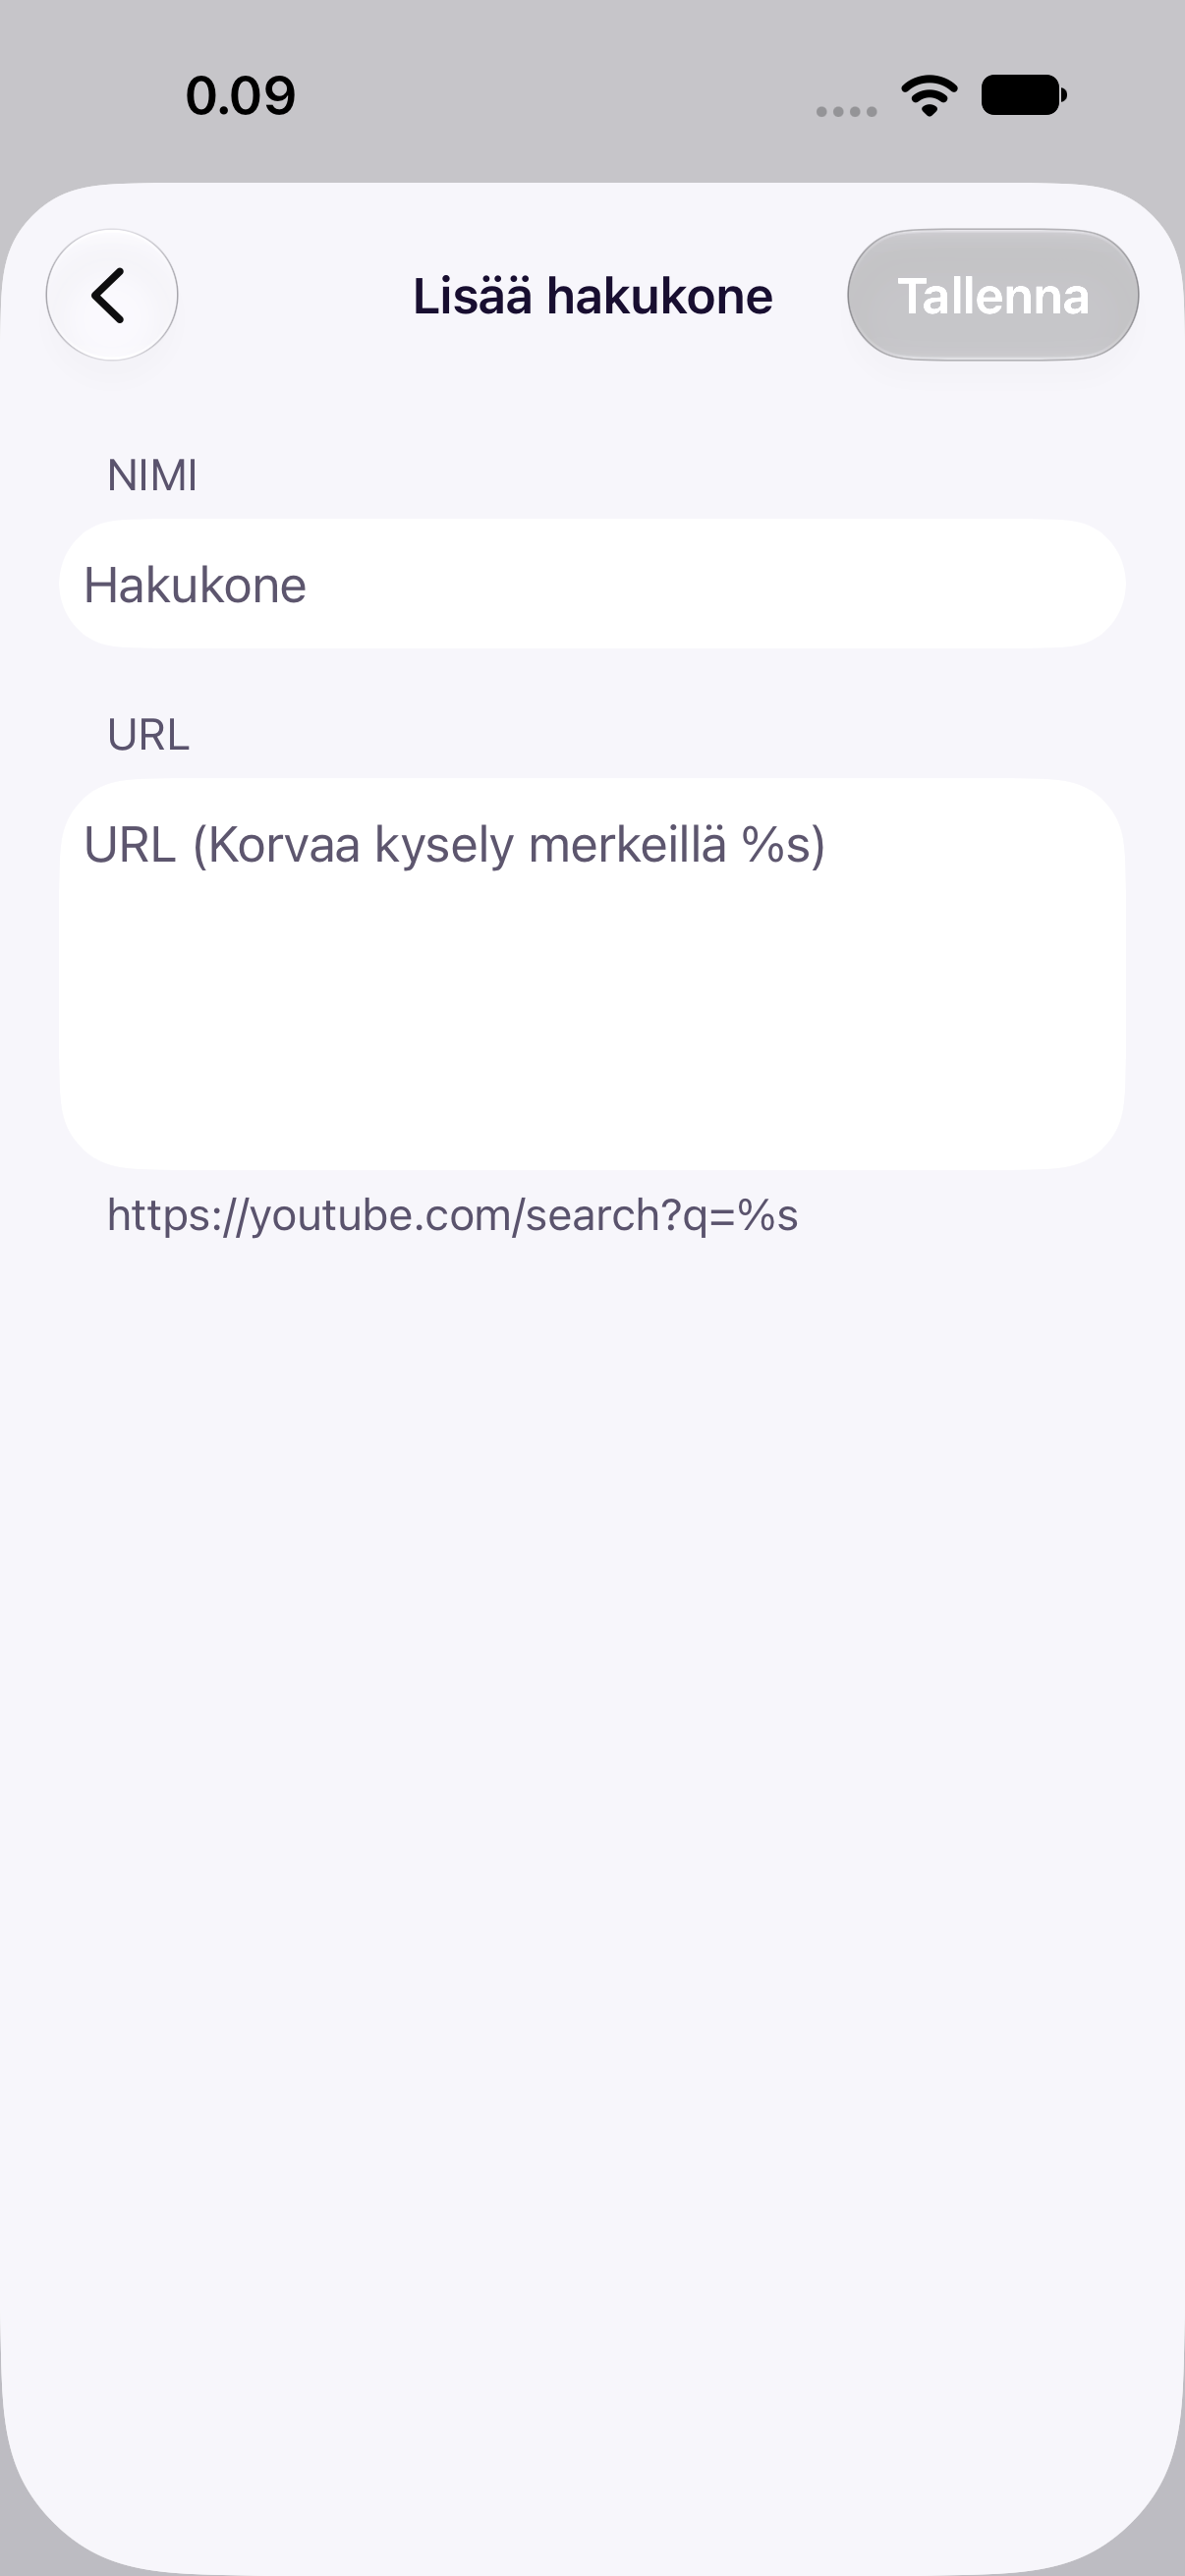 0.09
Lisää hakukone
Tallenna
NIMI
Hakukone
URL
URL (Korvaa kysely merkeillä %s)
https://youtube.com/search?q=%s